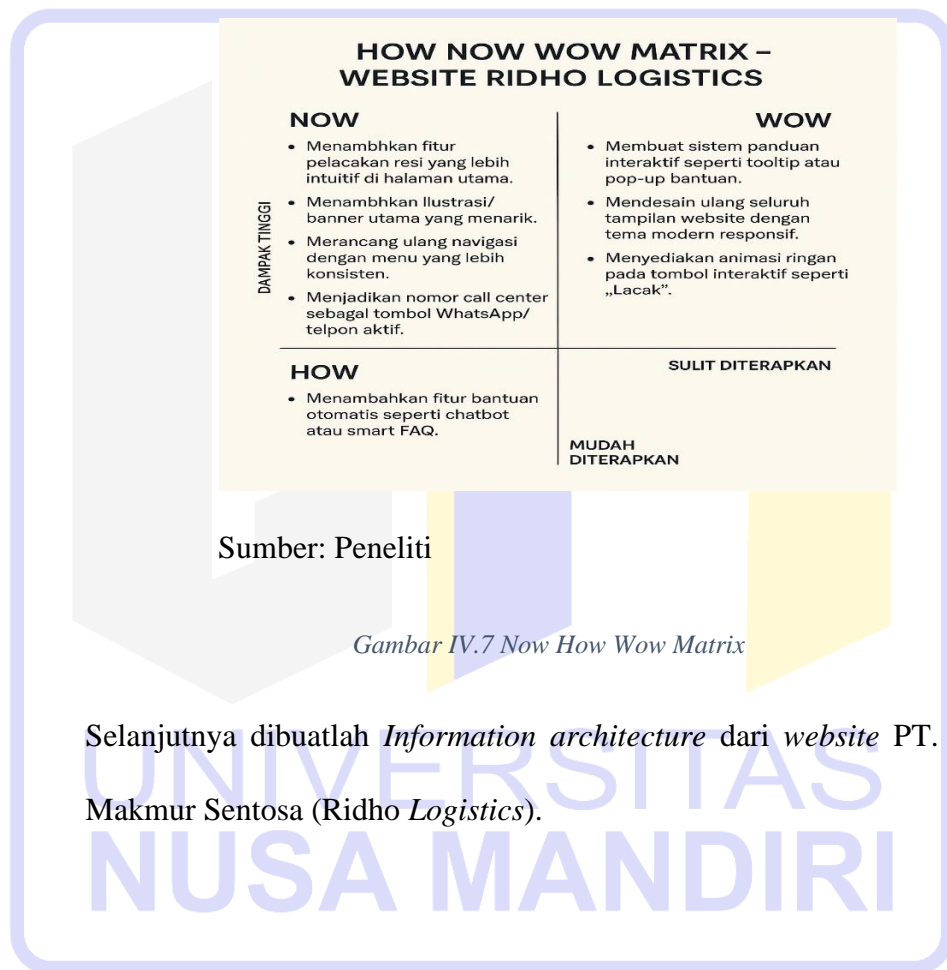 HOW NOW WOW MATRIX –
WEBSITE RIDHO LOGISTICS
NOW
• Menambhkan fitur
pelacakan resi yang lebih
intuitif di halaman utama.
• Menambhkan Ilustrasi/
banner utama yang menarik.
• Merancang ulang navigasi
dengan menu yang lebih
konsisten.
• Menjadikan nomor call center
sebagal tombol WhatsApp/
telpon aktif.
DAMPAK TINGGI
WOW
• Membuat sistem panduan
interaktif seperti tooltip atau
pop-up bantuan.
• Mendesain ulang seluruh
tampilan website dengan
tema modern responsif.
• Menyediakan animasi ringan
pada tombol interaktif seperti
„Lacak”.
HOW
• Menambahkan fitur bantuan
otomatis seperti chatbot
atau smart FAQ.
SULIT DITERAPKAN
MUDAH
DITERAPKAN
Sumber: Peneliti
Gambar IV.7 Now How Wow Matrix
Selanjutnya dibuatlah Information architecture dari website PT.
Makmur Sentosa (Ridho Logistics).
UNIVERSITAS
NUSA MANDIRI